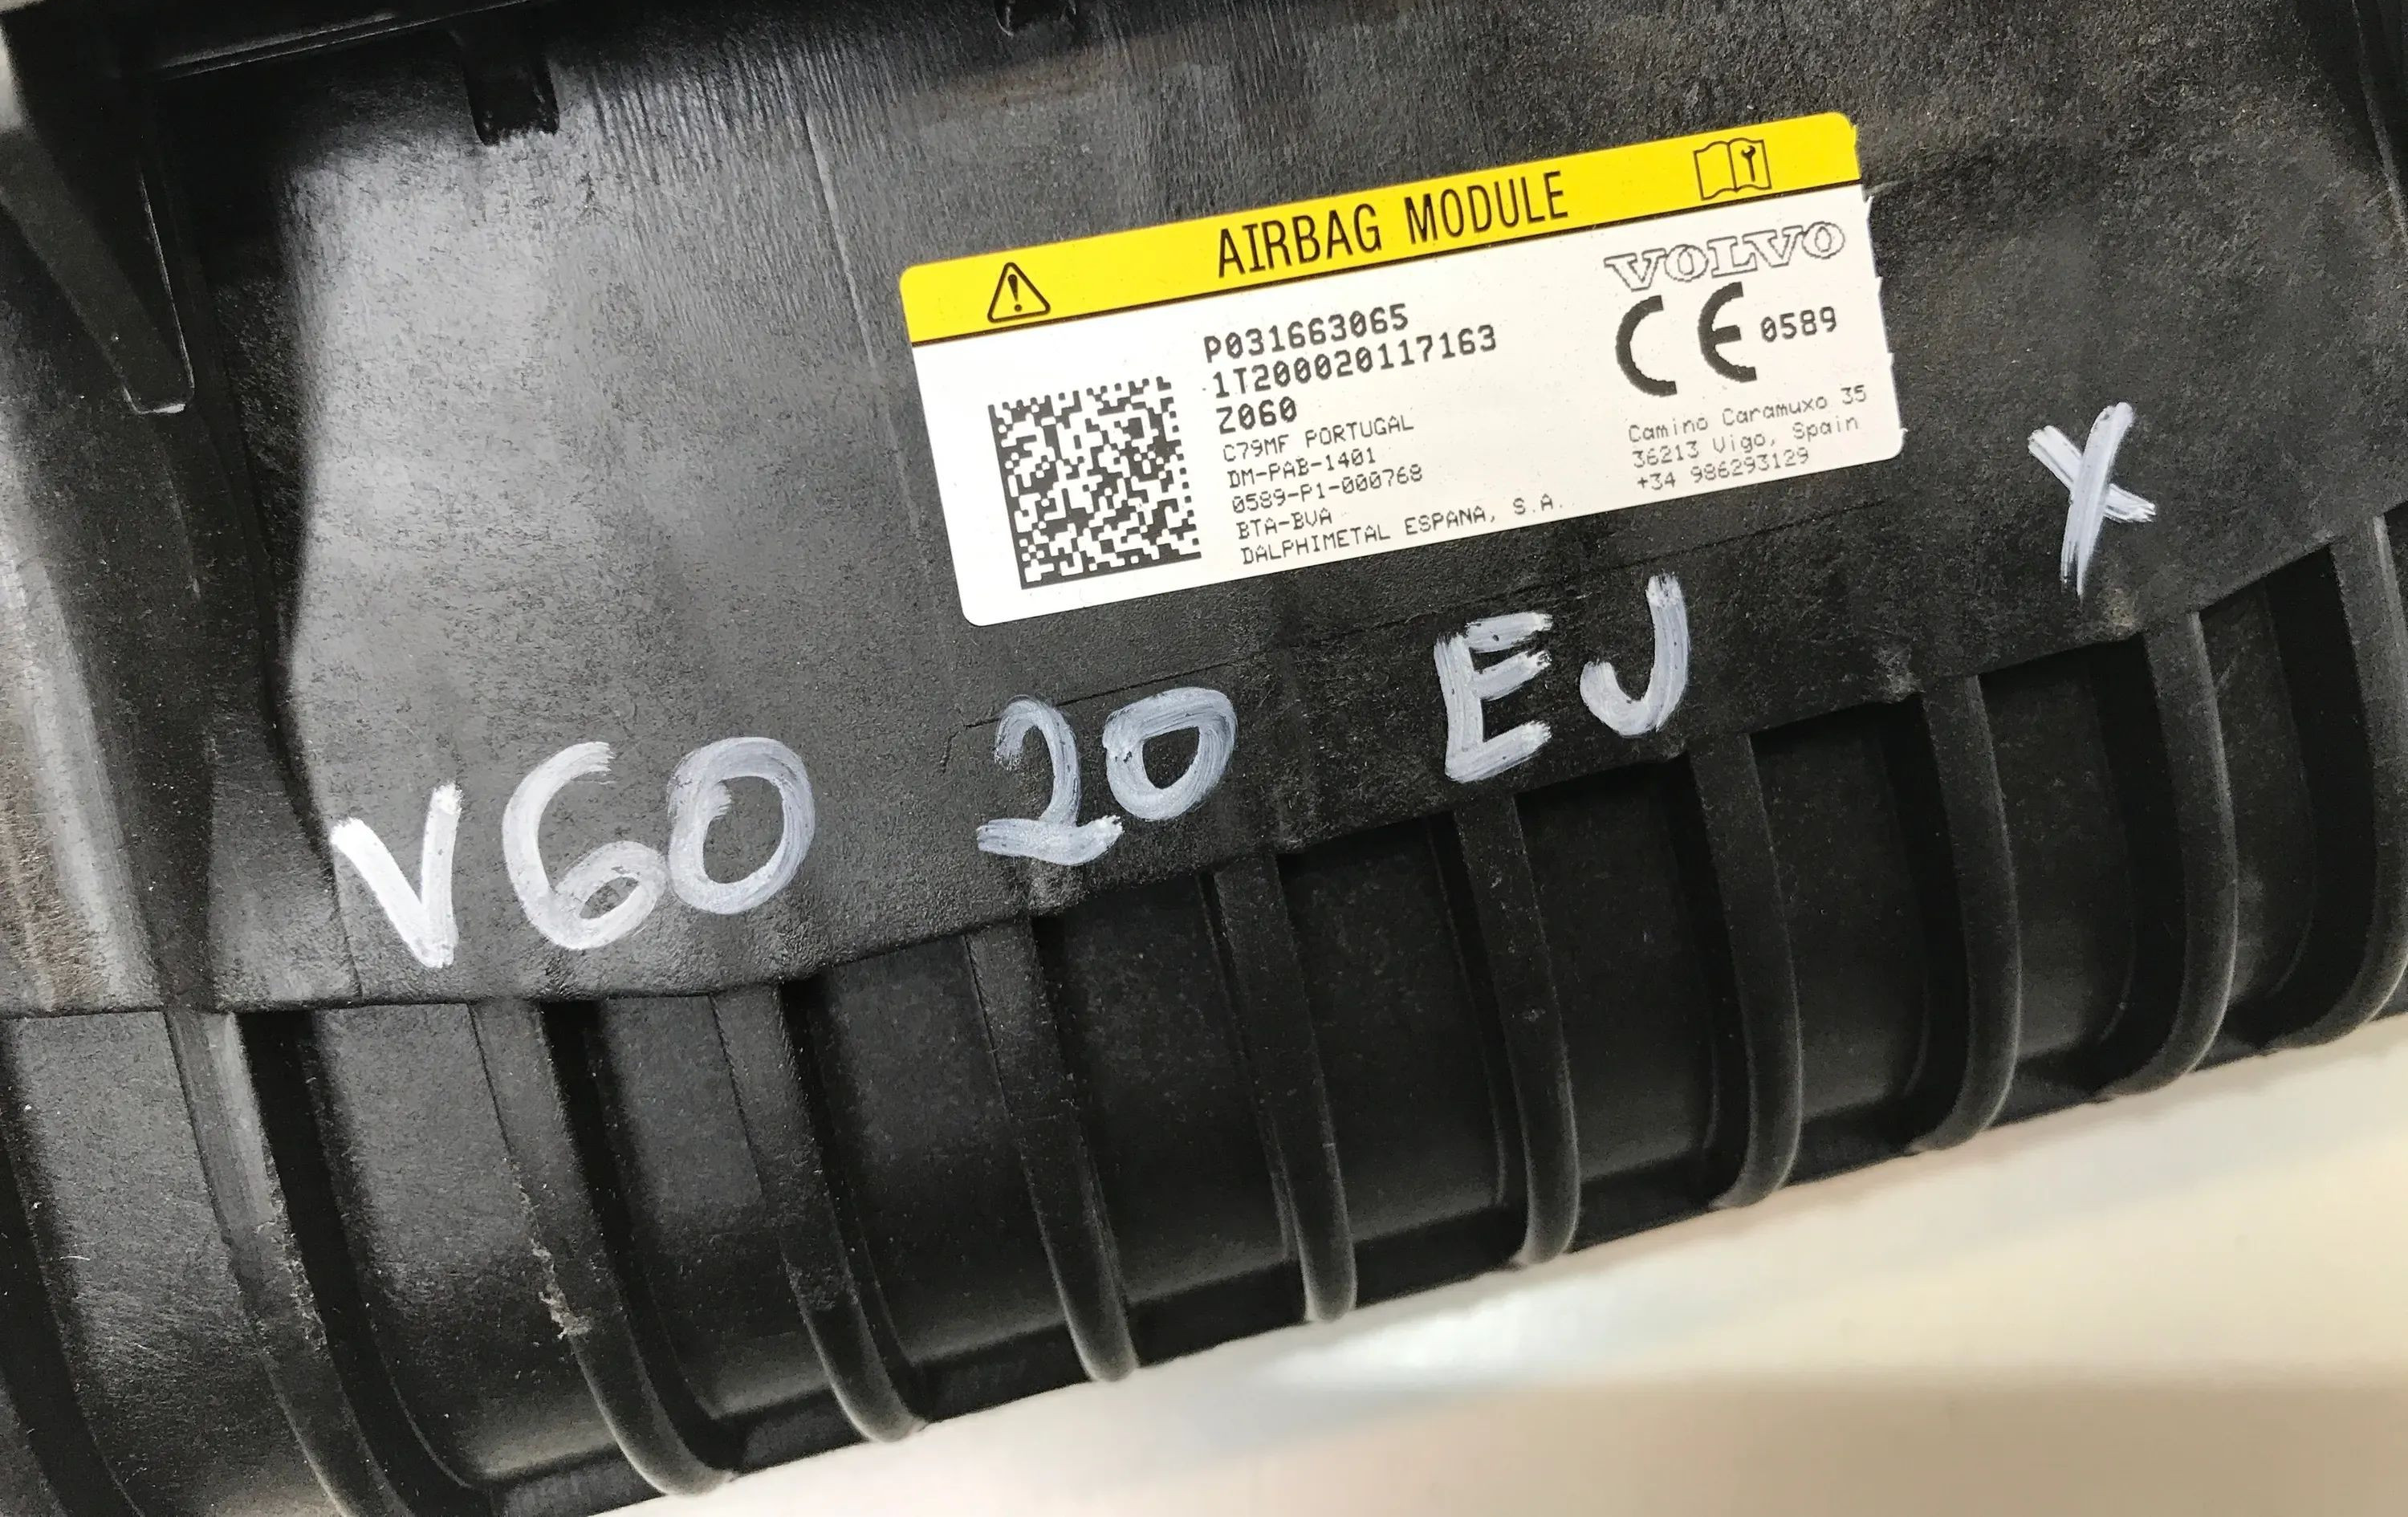 AIRBAG MODULE
P031663065
1T200020117163
Z060
C79MF PORTUGAL
DM-PAB-1401
0589-P1-000768
BTA-BVA
DALPHIMETAL ESPANA, S.A.
VOLVO
CE 0589
Camino Caramuxo 35
36213 Vigo, Spain
+34 986293129
V60 20 EJ X